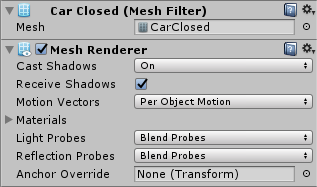 Car Closed (Mesh Filter)
Mesh CarClosed
Mesh Renderer
Cast Shadows On
Receive Shadows
Motion Vectors Per Object Motion
Materials
Light Probes Blend Probes
Reflection Probes Blend Probes
Anchor Override None (Transform)